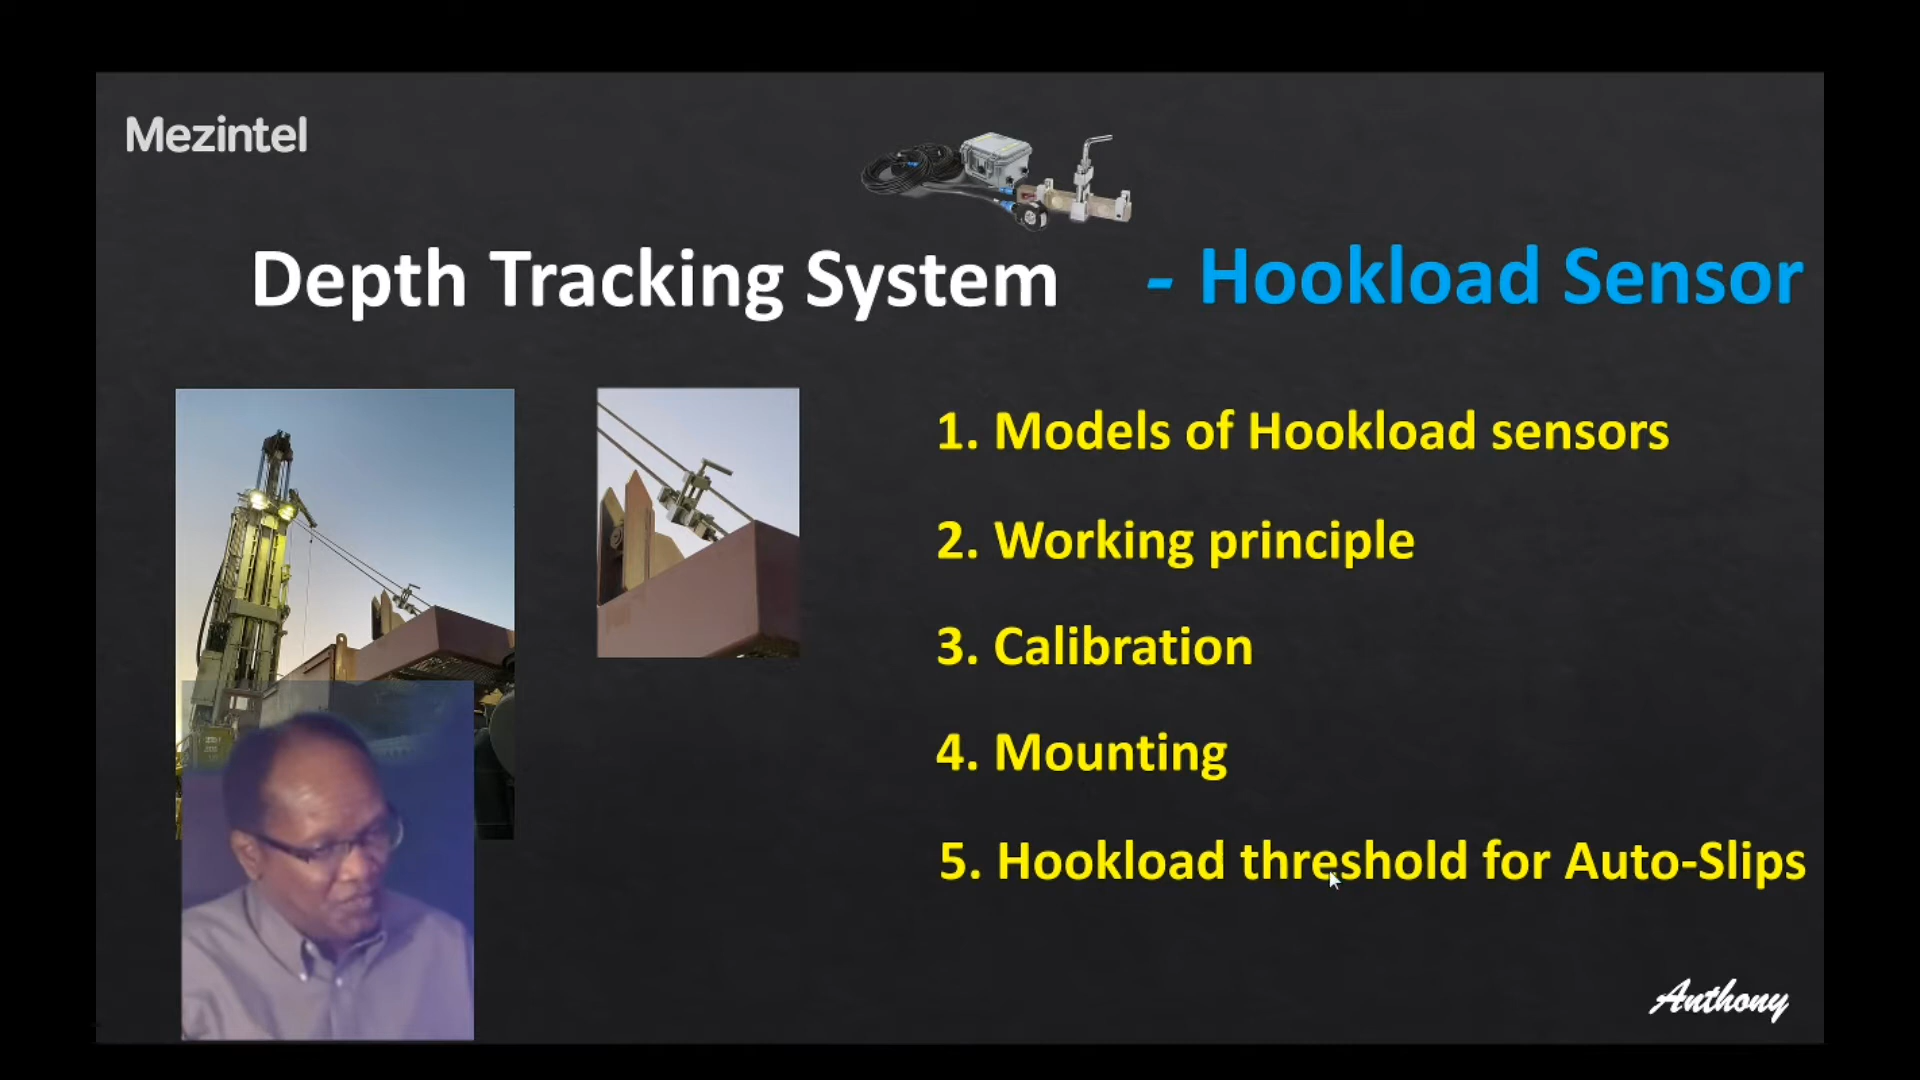 Mezintel
Depth Tracking System - Hookload Sensor
1. Models of Hookload sensors
2. Working principle
3. Calibration
4. Mounting
5. Hookload threshold for Auto-Slips
Anthony